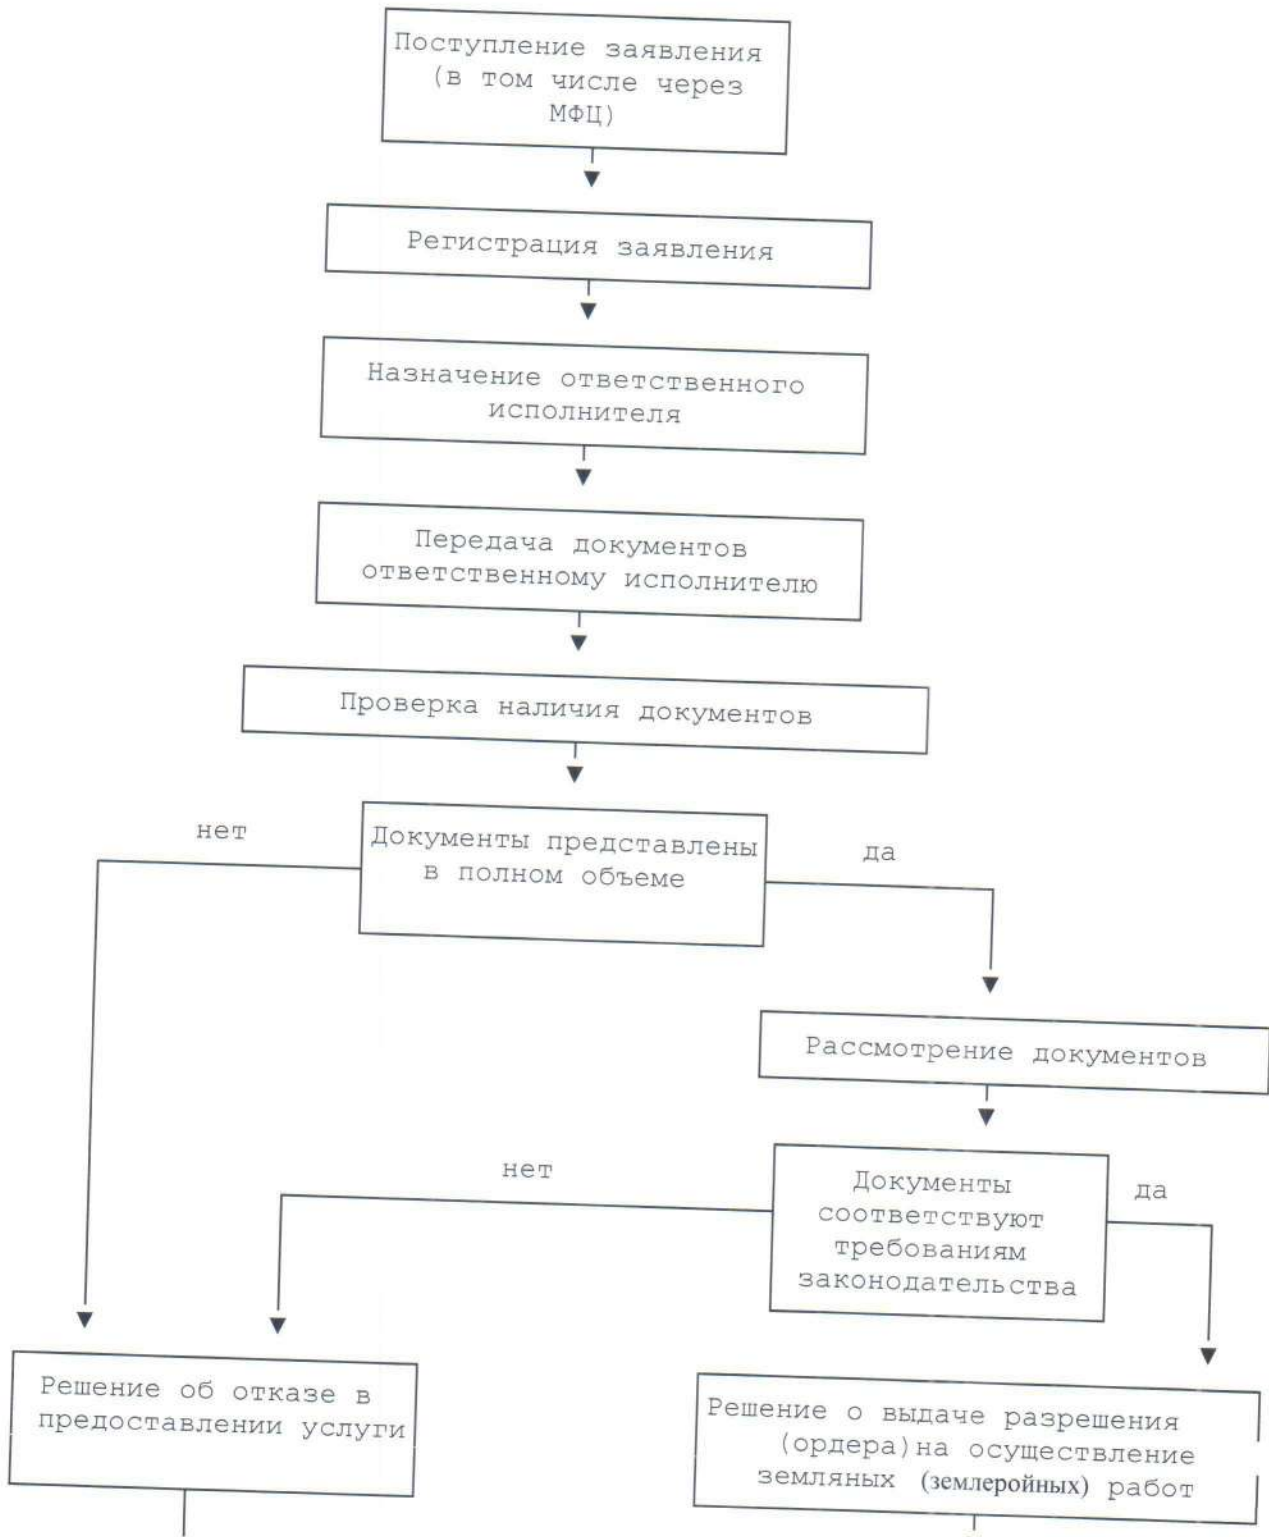 Поступление заявления
(в том числе через
МФЦ)
Регистрация заявления
Назначение ответственного
исполнителя
Передача документов
ответственному исполнителю
Проверка наличия документов
нет
Документы представлены
в полном объеме
да
Рассмотрение документов
нет
Документы
соответствуют
требованиям
законодательства
да
Решение об отказе в
предоставлении услуги
Решение о выдаче разрешения
(ордера)на осуществление
земляных (землеройных) работ